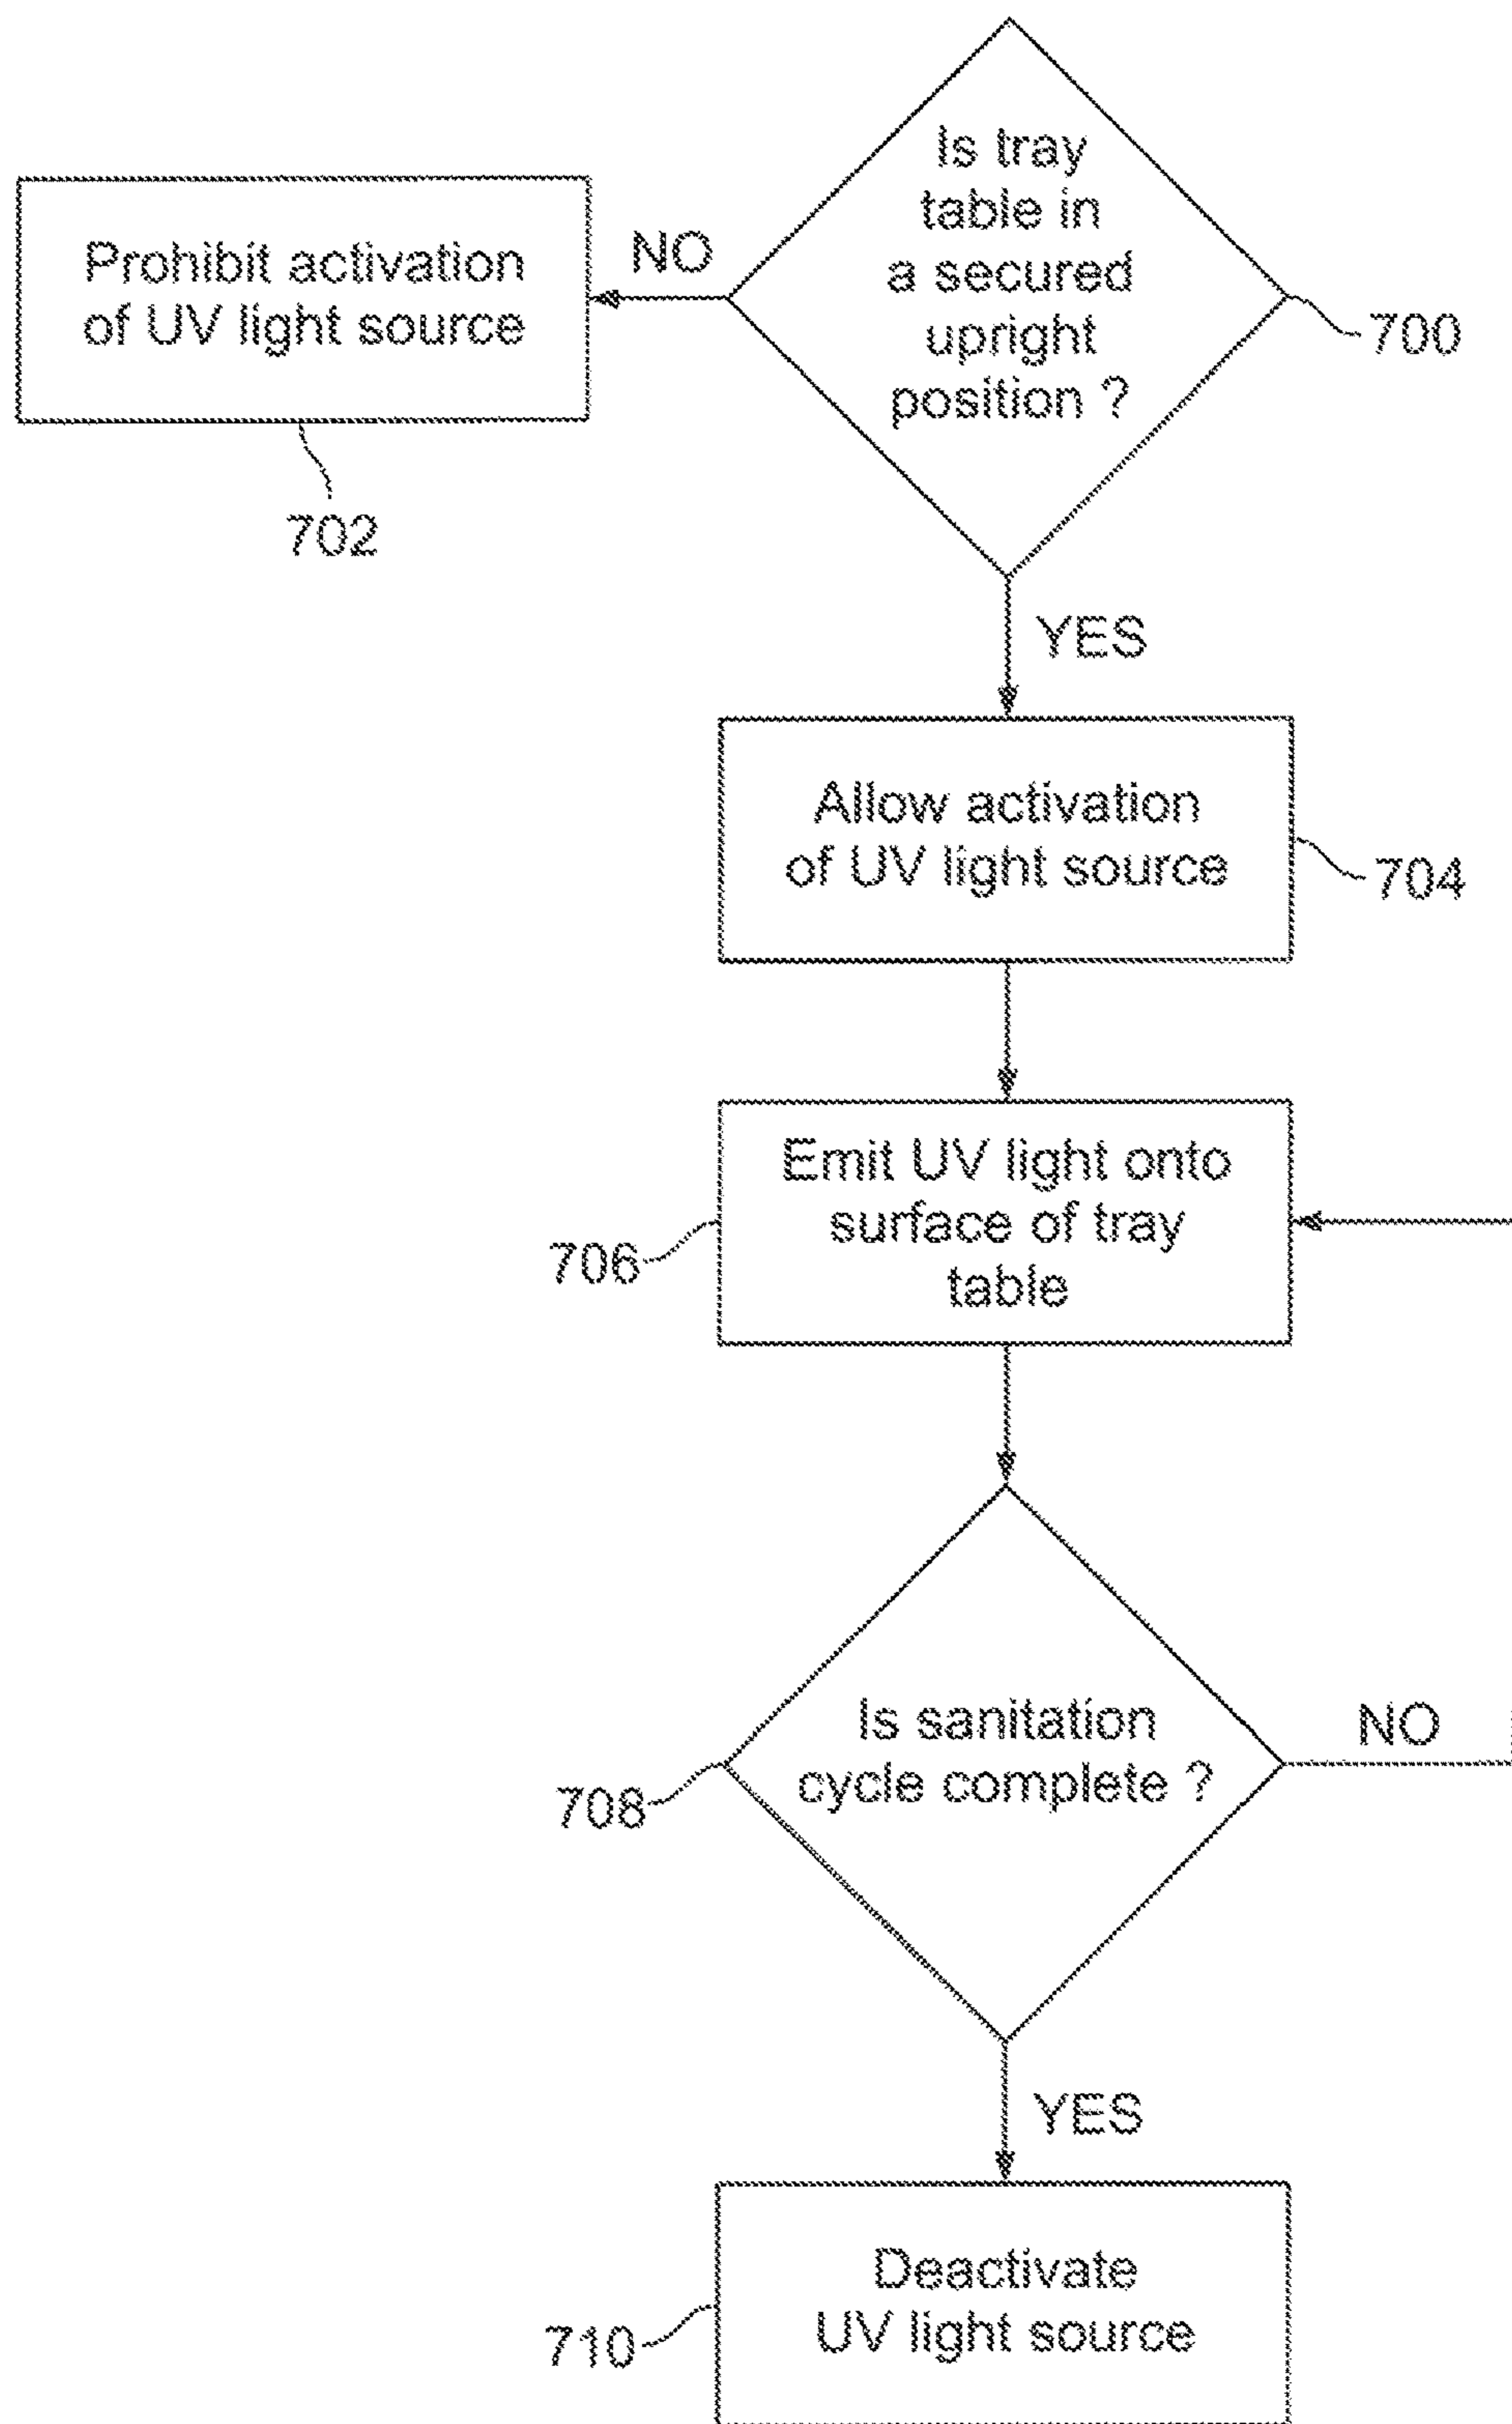 Is tray
table in
a secured
upright
position ?
700
NO
Prohibit activation
of UV light source
702
YES
Allow activation
of UV light source
704
Emit UV light onto
surface of tray
table
706
Is sanitation
cycle complete ?
708
NO
YES
Deactivate
UV light source
710